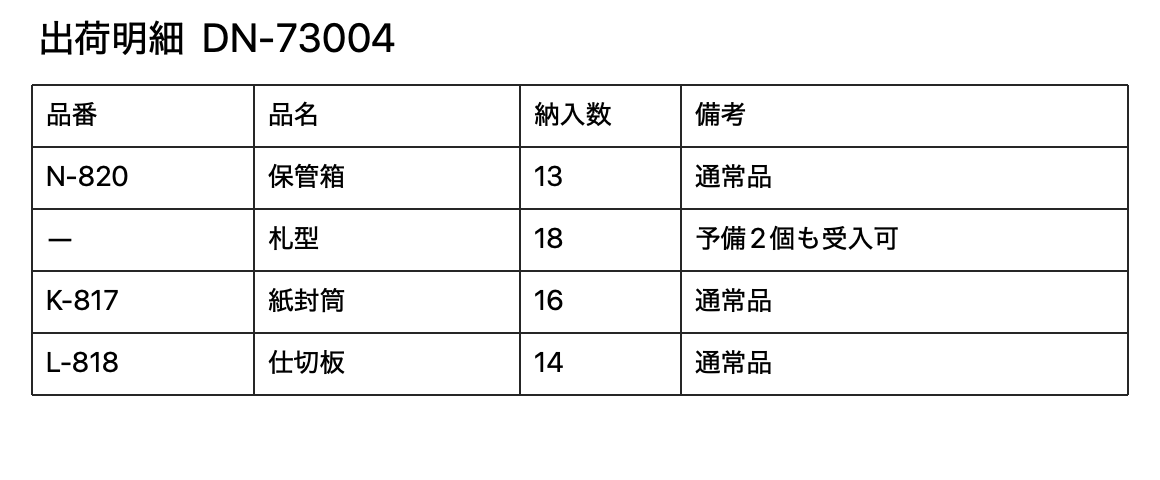 出荷明細 DN-73004
品番 品名 納入数 備考
N-820 保管箱 13 通常品
— 札型 18 予備2個も受入可
K-817 紙封筒 16 通常品
L-818 仕切板 14 通常品